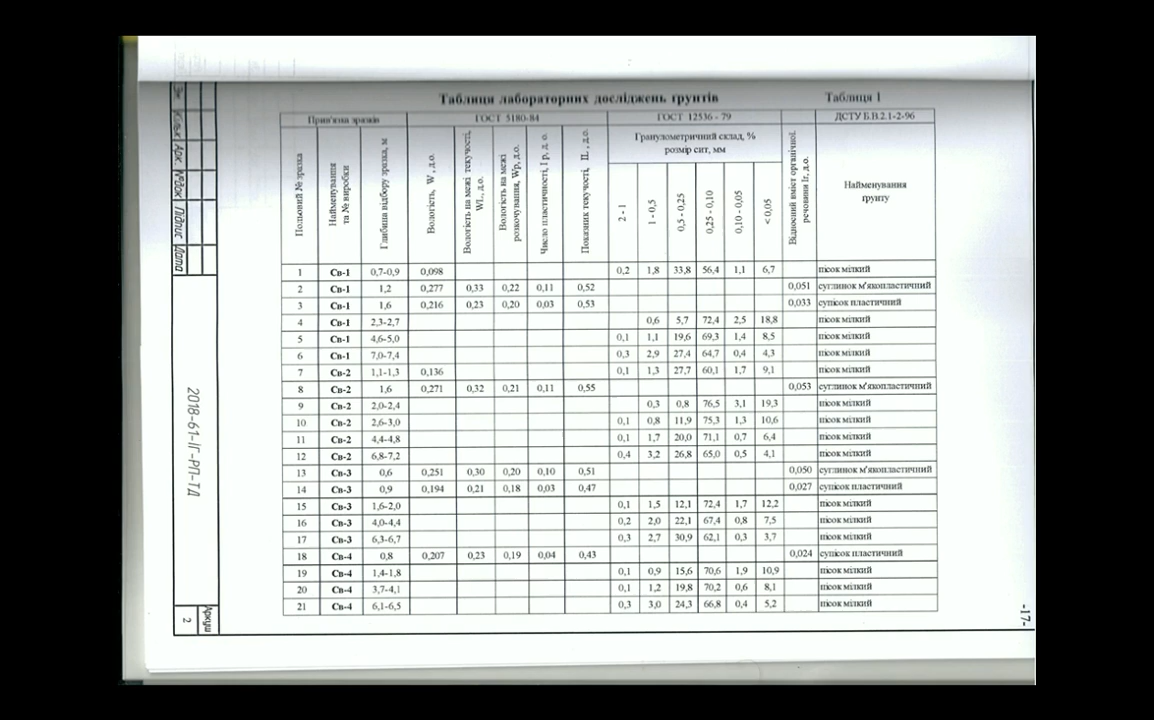 Таблиця лабораторних досліджень ґрунтів
Таблиця 1
Прив'язка зразків
ГОСТ 5180-84
ГОСТ 12536 - 79
ДСТУ Б.В.2.1-2-96
Польовий № зразка
Найменування
та № виробки
Глибина відбору зразка, м
Вологість, W , д.о.
Вологість на межі текучості,
WL, д.о.
Вологість на межі
розкочування, Wp, д.о.
Число пластичності, I p, д. о.
Показник текучості, IL , д.о.
Гранулометричний склад, %
розмір сит, мм
2 - 1
1 - 0,5
0,5 - 0,25
0,25 - 0,10
0,10 - 0,05
< 0,05
Відносний вміст органічної
речовини Ir, д.о.
Найменування
ґрунту
1 Св-1 0,7-0,9 0,098 0,2 1,8 33,8 56,4 1,1 6,7 пісок мілкий
2 Св-1 1,2 0,277 0,33 0,22 0,11 0,52 0,051 суглинок м'якопластичний
3 Св-1 1,6 0,216 0,23 0,20 0,03 0,53 0,033 супісок пластичний
4 Св-1 2,3-2,7 0,6 5,7 72,4 2,5 18,8 пісок мілкий
5 Св-1 4,6-5,0 0,1 1,1 19,6 69,3 1,4 8,5 пісок мілкий
6 Св-1 7,0-7,4 0,3 2,9 27,4 64,7 0,4 4,3 пісок мілкий
7 Св-2 1,1-1,3 0,136 0,1 1,3 27,7 60,1 1,7 9,1 пісок мілкий
8 Св-2 1,6 0,271 0,32 0,21 0,11 0,55 0,053 суглинок м'якопластичний
9 Св-2 2,0-2,4 0,3 0,8 76,5 3,1 19,3 пісок мілкий
10 Св-2 2,6-3,0 0,1 0,8 11,9 75,3 1,3 10,6 пісок мілкий
11 Св-2 4,4-4,8 0,1 1,7 20,0 71,1 0,7 6,4 пісок мілкий
12 Св-2 6,8-7,2 0,4 3,2 26,8 65,0 0,5 4,1 пісок мілкий
13 Св-3 0,6 0,251 0,30 0,20 0,10 0,51 0,050 суглинок м'якопластичний
14 Св-3 0,9 0,194 0,21 0,18 0,03 0,47 0,027 супісок пластичний
15 Св-3 1,6-2,0 0,1 1,5 12,1 72,4 1,7 12,2 пісок мілкий
16 Св-3 4,0-4,4 0,2 2,0 22,1 67,4 0,8 7,5 пісок мілкий
17 Св-3 6,3-6,7 0,3 2,7 30,9 62,1 0,3 3,7 пісок мілкий
18 Св-4 0,8 0,207 0,23 0,19 0,04 0,43 0,024 супісок пластичний
19 Св-4 1,4-1,8 0,1 0,9 15,6 70,6 1,9 10,9 пісок мілкий
20 Св-4 3,7-4,1 0,1 1,2 19,8 70,2 0,6 8,1 пісок мілкий
21 Св-4 6,1-6,5 0,3 3,0 24,3 66,8 0,4 5,2 пісок мілкий
Кільк Арк. №док Підпис Дата
2018-61-ІГ-РП-ТД
Аркуш
2
-17-